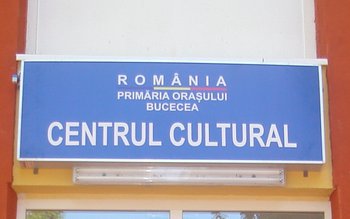 ROMÂNIA
PRIMĂRIA ORAȘULUI
BUCECEA
CENTRUL CULTURAL